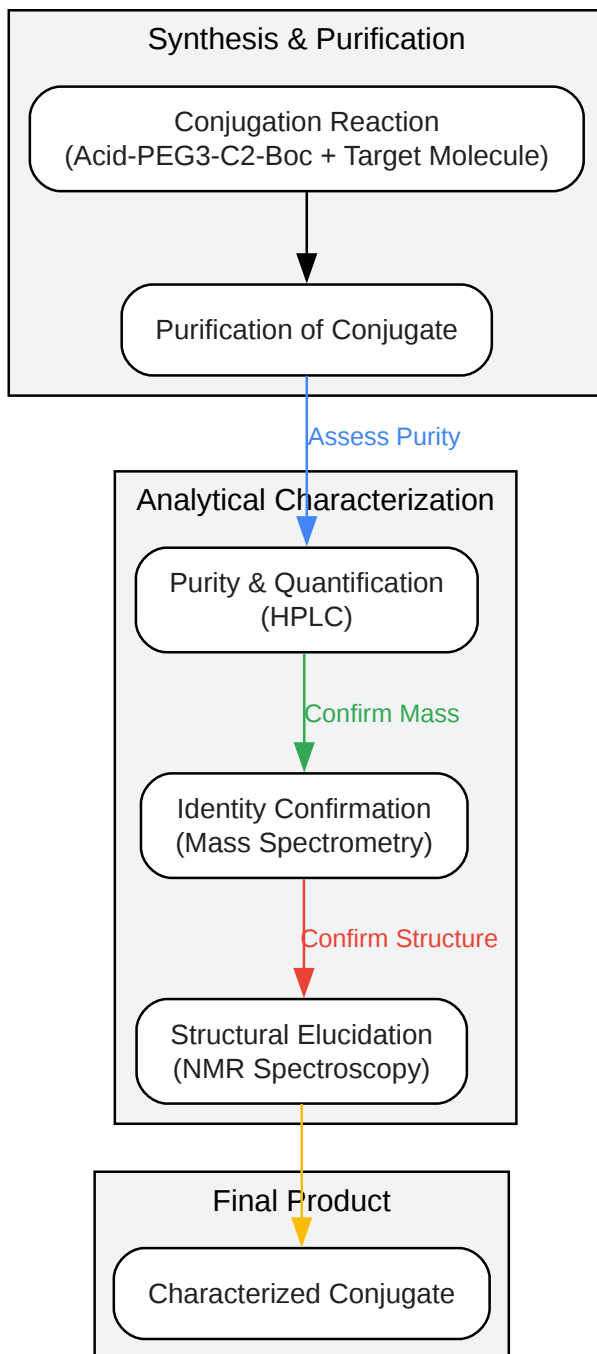 Synthesis & Purification
Conjugation Reaction
(Acid-PEG3-C2-Boc + Target Molecule)
Purification of Conjugate
Assess Purity
Analytical Characterization
Purity & Quantification
(HPLC)
Confirm Mass
Identity Confirmation
(Mass Spectrometry)
Confirm Structure
Structural Elucidation
(NMR Spectroscopy)
Final Product
Characterized Conjugate